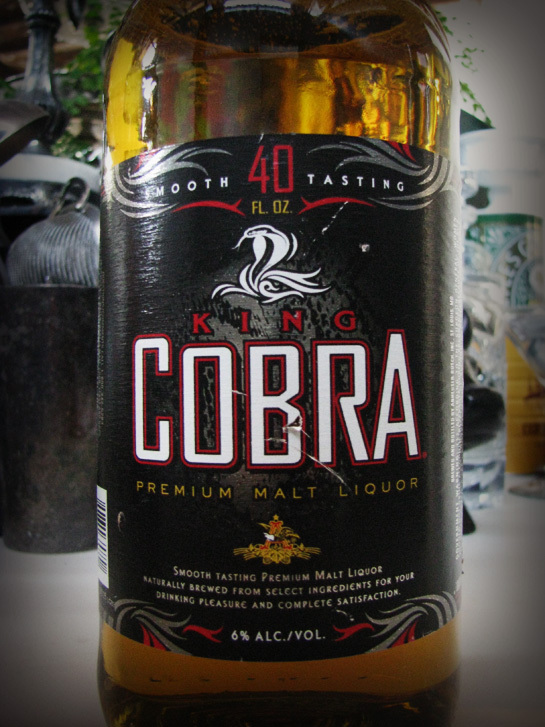 SMOOTH 40 TASTING
FL. OZ.
KING
COBRA
PREMIUM MALT LIQUOR
SMOOTH TASTING PREMIUM MALT LIQUOR
NATURALLY BREWED FROM SELECT INGREDIENTS FOR YOUR
DRINKING PLEASURE AND COMPLETE SATISFACTION.
6% ALC./VOL.